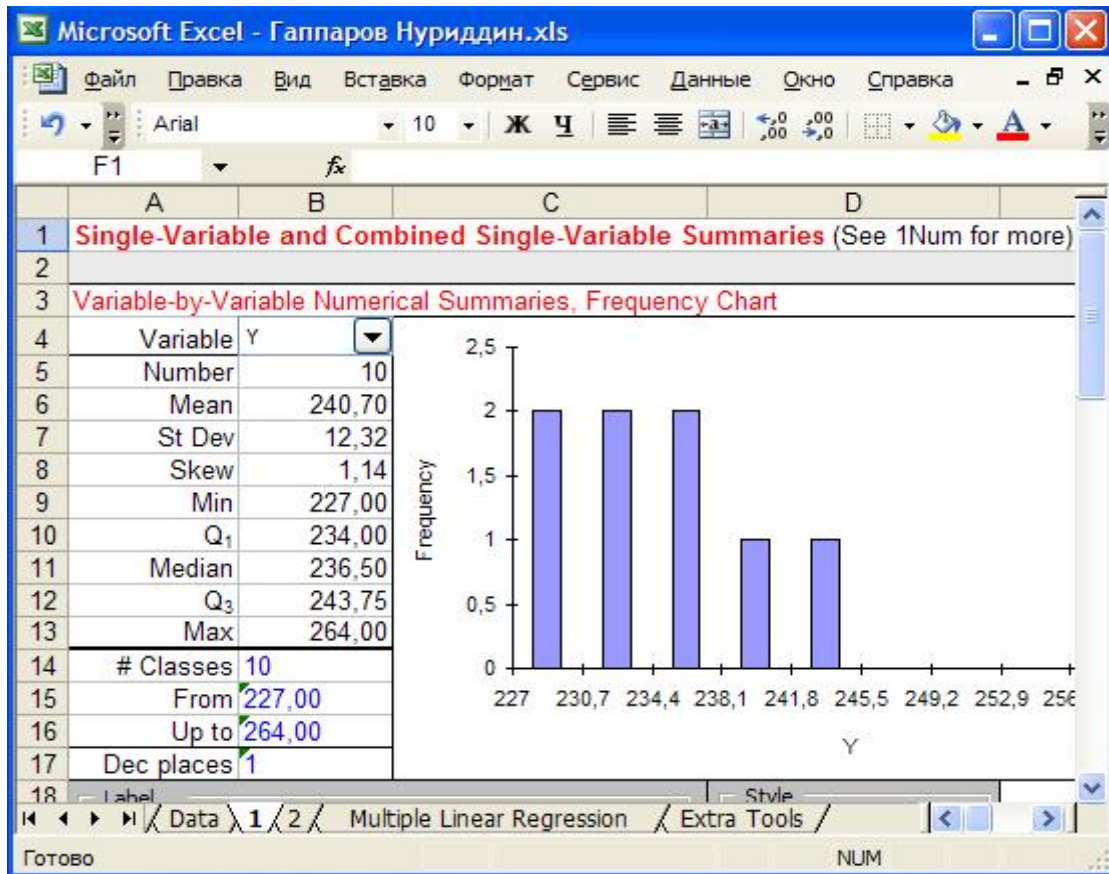 Microsoft Excel - Гаппаров Нуриддин.xls
Файл Правка Вид Вставка Формат Сервис Данные Окно Справка
Arial 10 Ж Ч
F1 fx
A B C D
1 Single-Variable and Combined Single-Variable Summaries (See 1Num for more)
2
3 Variable-by-Variable Numerical Summaries, Frequency Chart
4 Variable Y
5 Number 10
6 Mean 240,70
7 St Dev 12,32
8 Skew 1,14
9 Min 227,00
10 Q1 234,00
11 Median 236,50
12 Q3 243,75
13 Max 264,00
14 # Classes 10
15 From 227,00
16 Up to 264,00
17 Dec places 1
18 Label Style
2,5
2
1,5
1
0,5
0
Frequency
227 230,7 234,4 238,1 241,8 245,5 249,2 252,9
Y
Data 1 2 Multiple Linear Regression Extra Tools
Готово NUM